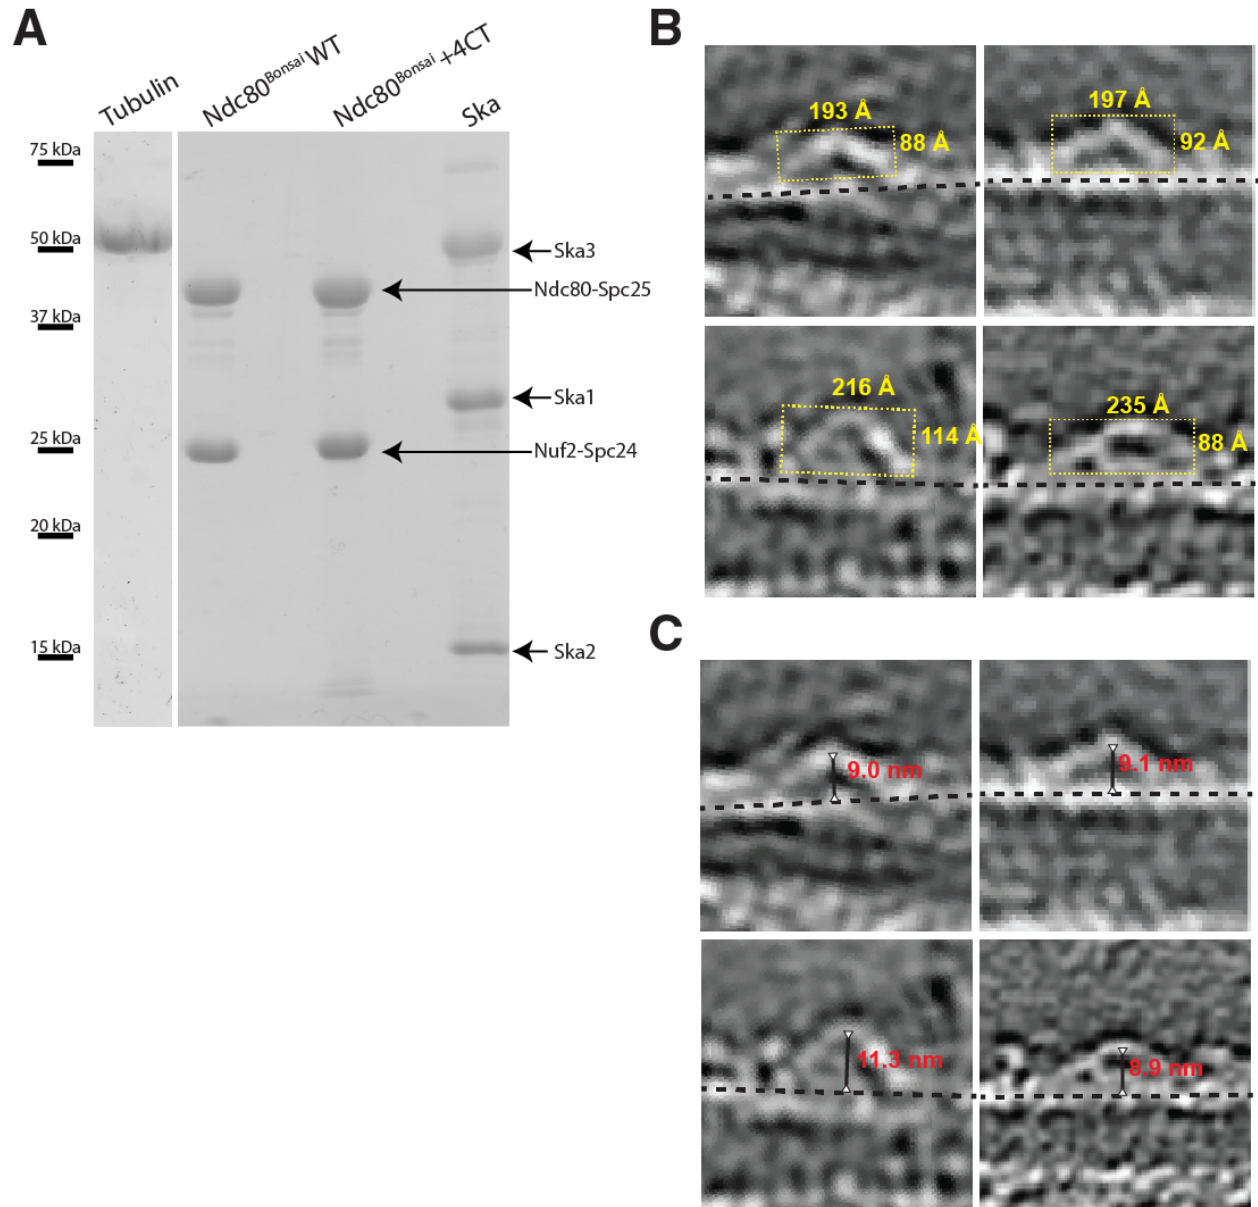 A
Tubulin
Ndc80Bonsai WT
Ndc80Bonsai +4CT
Ska
75 kDa
50 kDa
37 kDa
25 kDa
20 kDa
15 kDa
Ska3
Ndc80-Spc25
Ska1
Nuf2-Spc24
Ska2
B
193 Å
88 Å
197 Å
92 Å
216 Å
114 Å
235 Å
88 Å
C
9.0 nm
9.1 nm
11.3 nm
8.9 nm